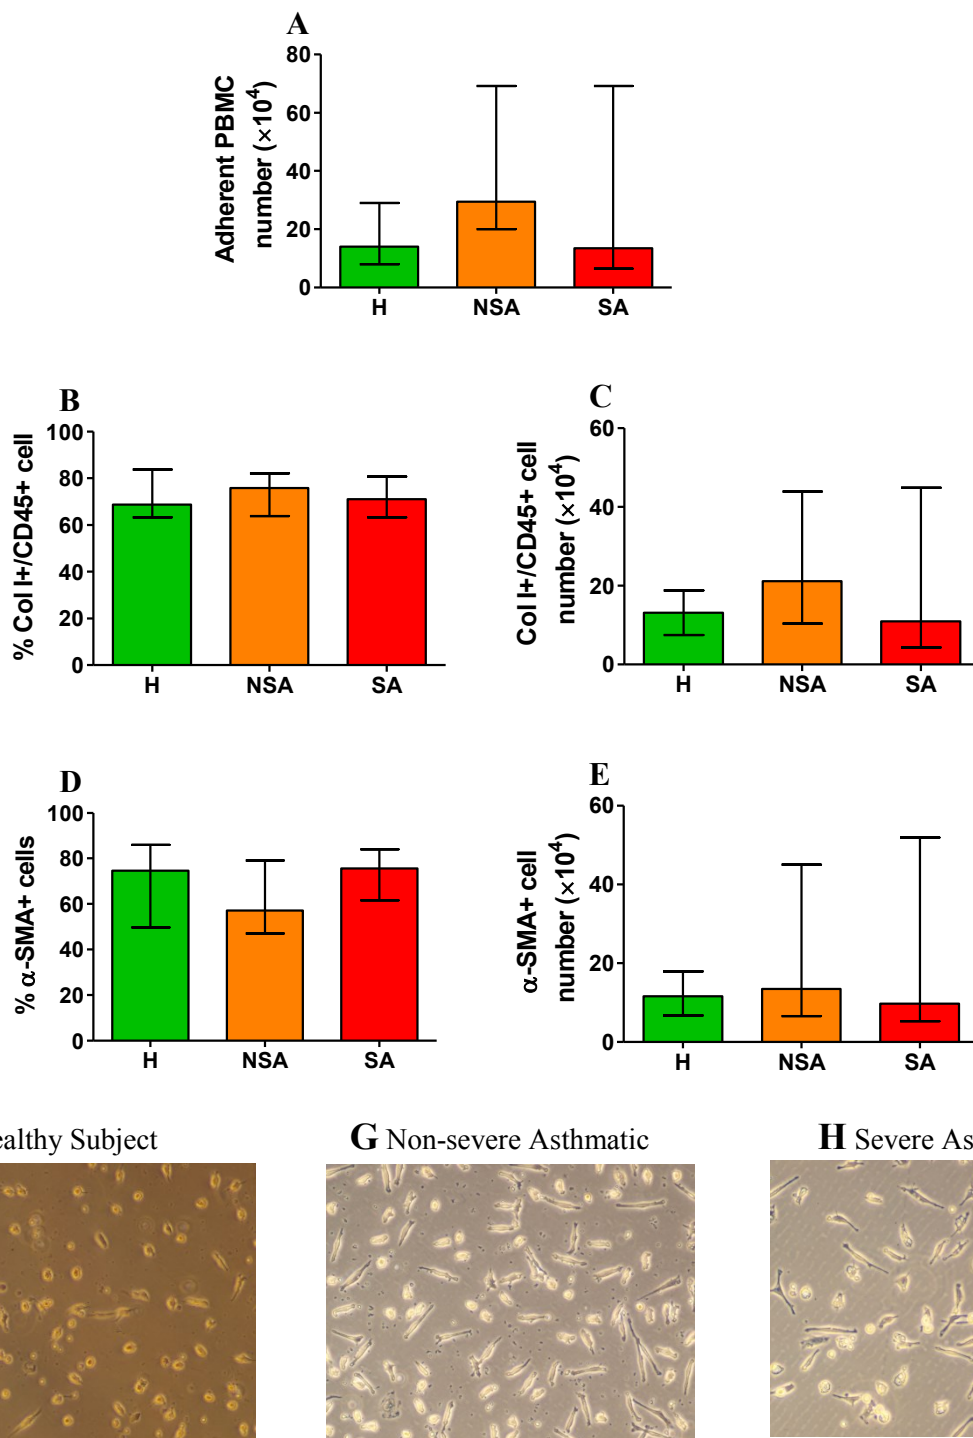 A
Adherent PBMC
number (×10⁴)
80
60
40
20
0
H NSA SA
B
% Col I+/CD45+ cell
100
80
60
40
20
0
H NSA SA
C
Col I+/CD45+ cell
number (×10⁴)
60
40
20
0
H NSA SA
D
% α-SMA+ cells
100
80
60
40
20
0
H NSA SA
E
α-SMA+ cell
number (×10⁴)
60
40
20
0
H NSA SA
ealthy Subject
G Non-severe Asthmatic
H Severe As